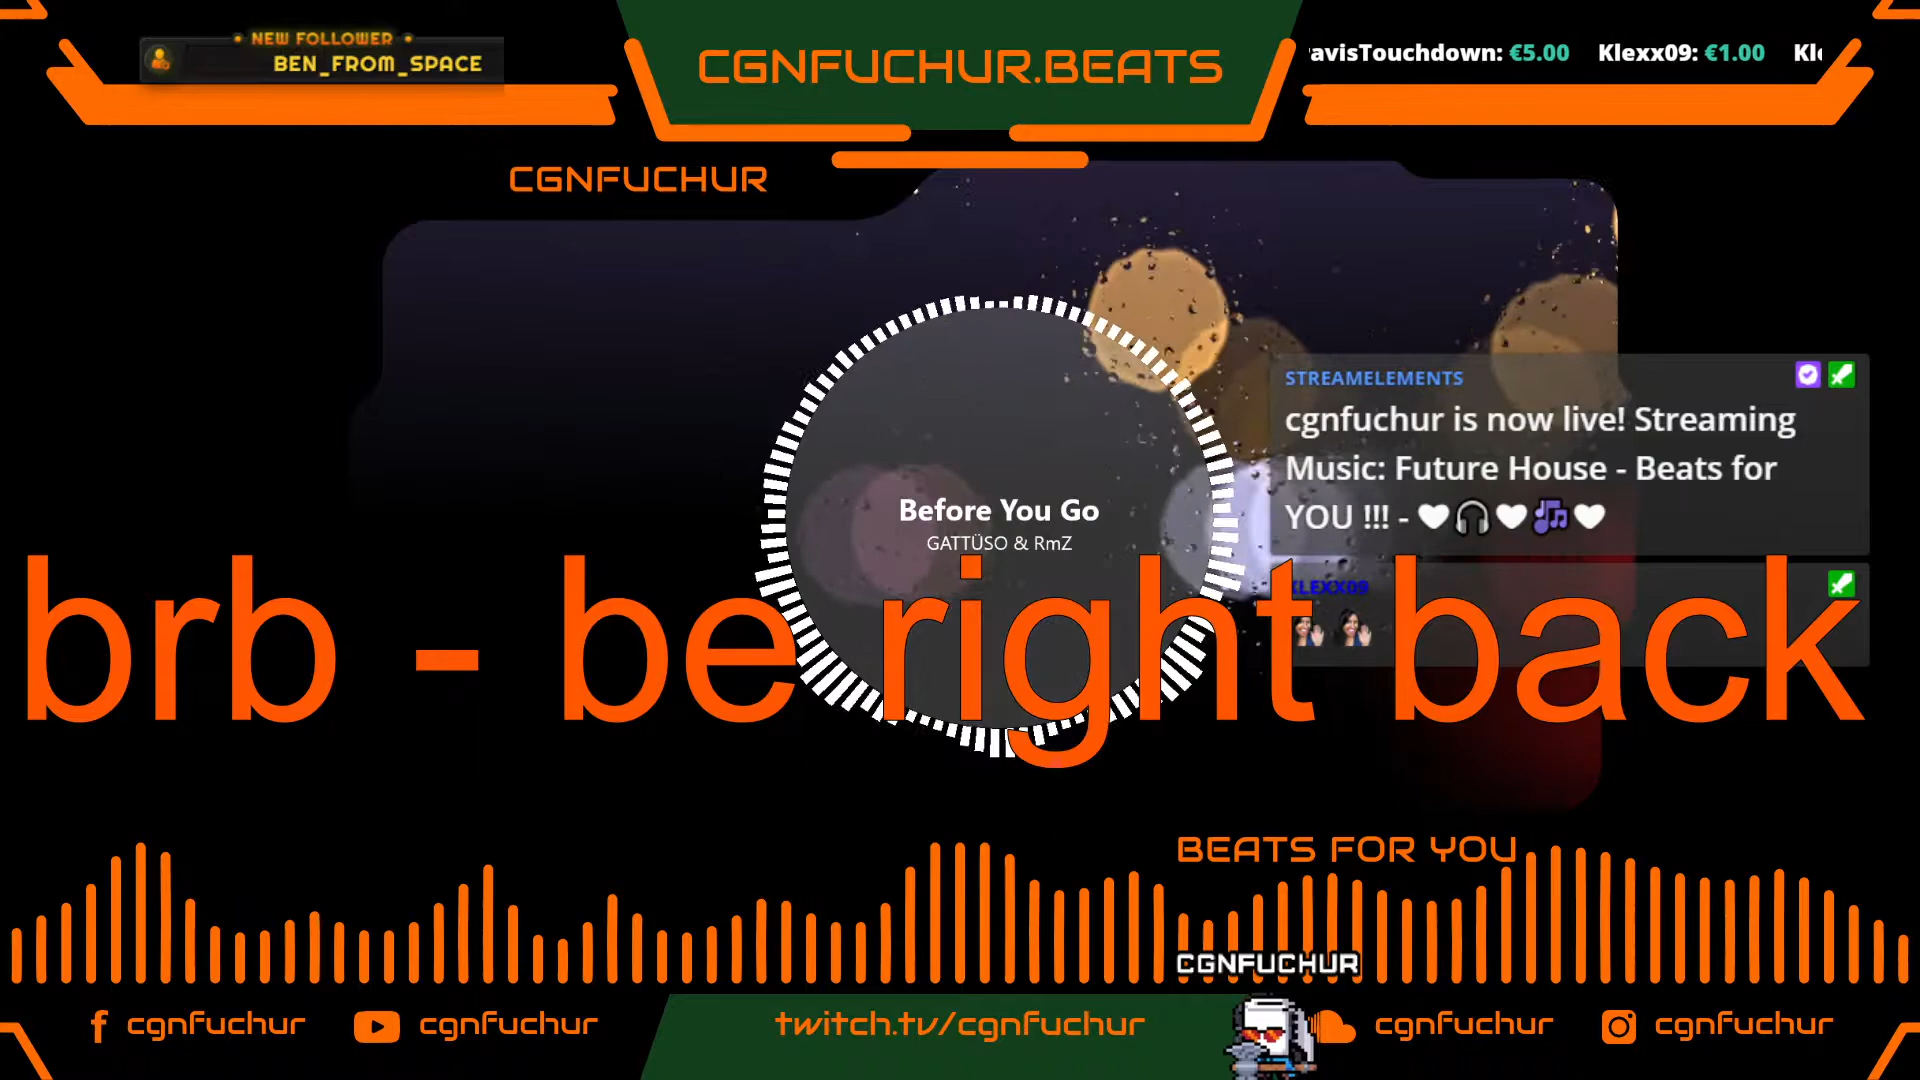 NEW FOLLOWER
BEN_FROM_SPACE
CGNFUCHUR.BEATS
avisTouchdown: €5.00 Klexx09: €1.00 Kl
CGNFUCHUR
STREAMELEMENTS
cgnfuchur is now live! Streaming
Music: Future House - Beats for
YOU !!! - 🤍🎧🤍🎶🤍
Before You Go
GATTÜSO & RmZ
KLEXX09
brb - be right back
BEATS FOR YOU
CGNFUCHUR
cgnfuchur
cgnfuchur
twitch.tv/cgnfuchur
cgnfuchur
cgnfuchur